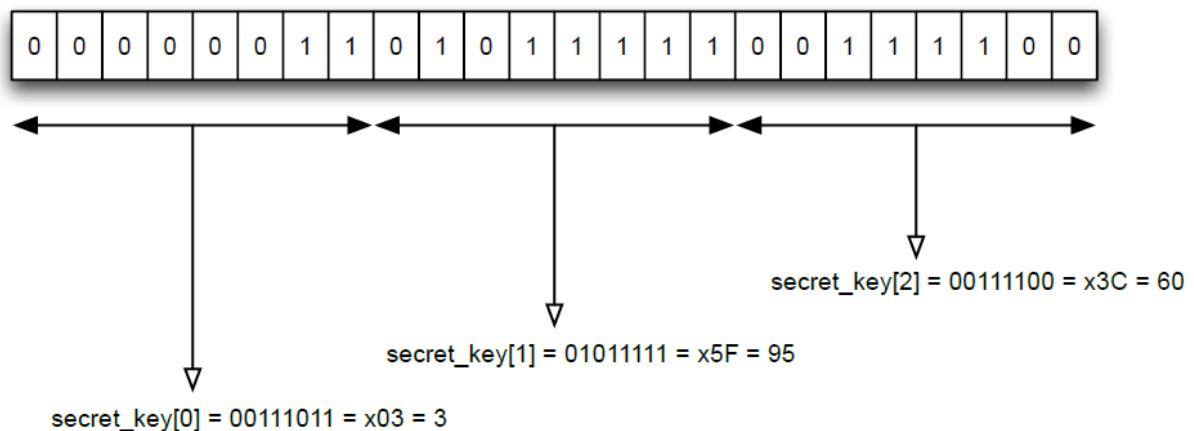 0 0 0 0 0 0 1 1 0 1 0 1 1 1 1 1 0 0 1 1 1 1 0 0
secret_key[2] = 00111100 = x3C = 60
secret_key[1] = 01011111 = x5F = 95
secret_key[0] = 00111011 = x03 = 3